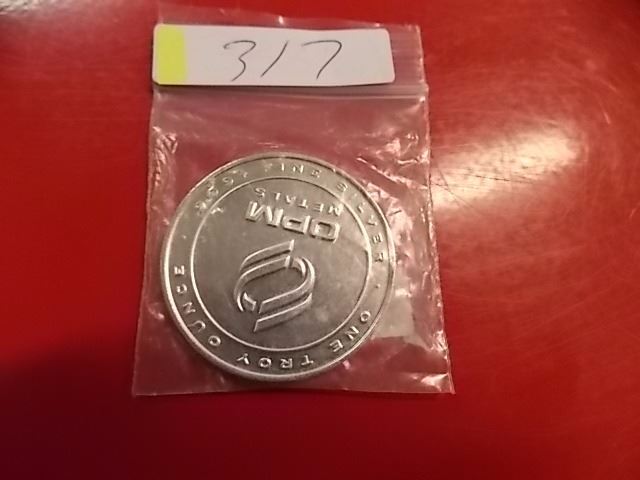 317
OPM
METALS
.999+ FINE SILVER · ONE TROY OUNCE ·